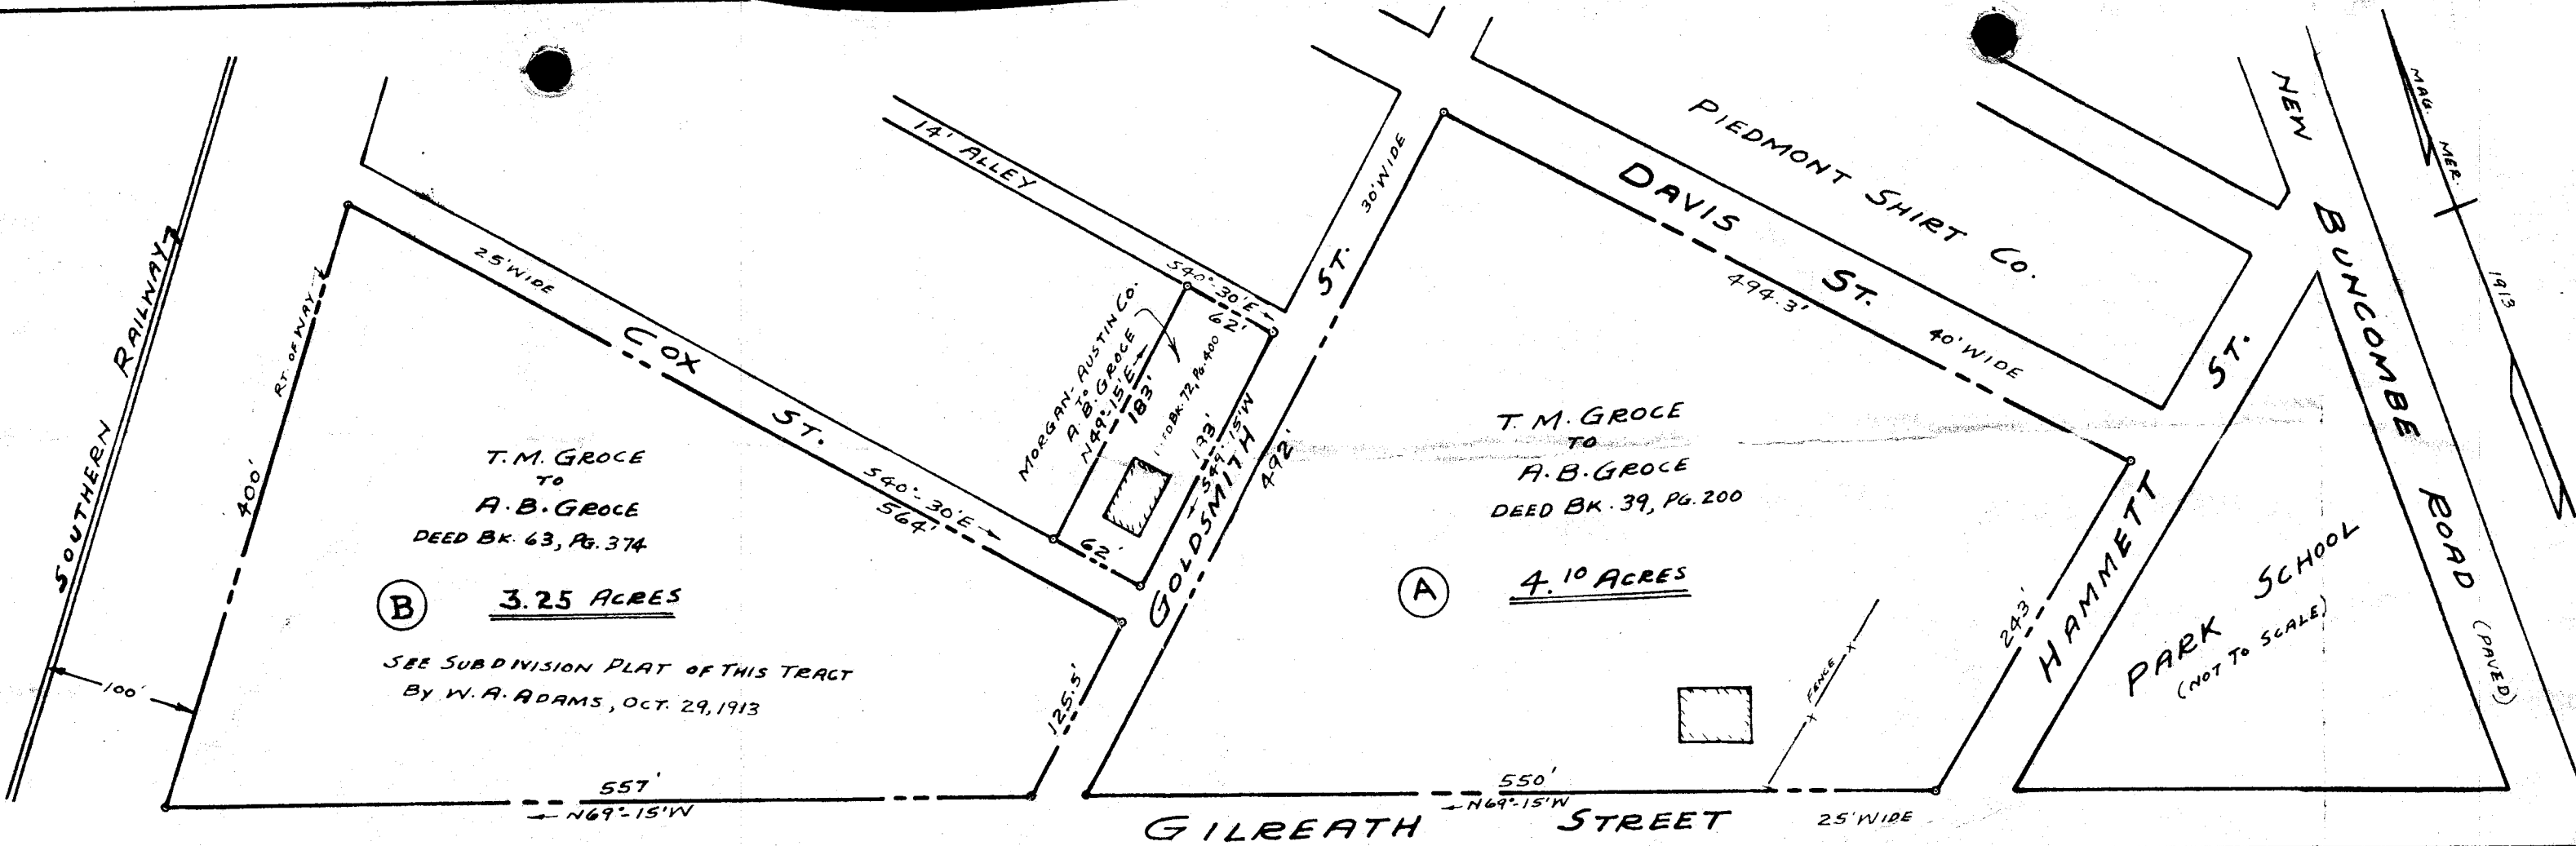 SOUTHERN RAILWAY
100'
RT. OF WAY
400'
25' WIDE
COX ST.
S40°-30'E
564'
T.M. GROCE
TO
A.B. GROCE
DEED BK. 63, PG. 374
B 3.25 ACRES
SEE SUBDIVISION PLAT OF THIS TRACT
BY W.A. ADAMS, OCT. 29, 1913
125.5'
557'
N69°-15'W
14' ALLEY
S40°-30'E
62'
MORGAN-AUSTIN CO.
TO
A.B. GROCE
N49°-15'E
183'
BK. 72, PG. 400
193'
S49°-15'W
62'
GOLDSMITH ST.
30' WIDE
492'
PIEDMONT SHIRT CO.
DAVIS ST.
494.3'
40' WIDE
T.M. GROCE
TO
A.B. GROCE
DEED BK. 39, PG. 200
A 4.10 ACRES
FENCE
243'
HAMMETT ST.
550'
N69°-15'W
GILREATH STREET 25' WIDE
PARK SCHOOL
(NOT TO SCALE)
NEW BUNCOMBE ROAD (PAVED)
MAG. MER. 1913